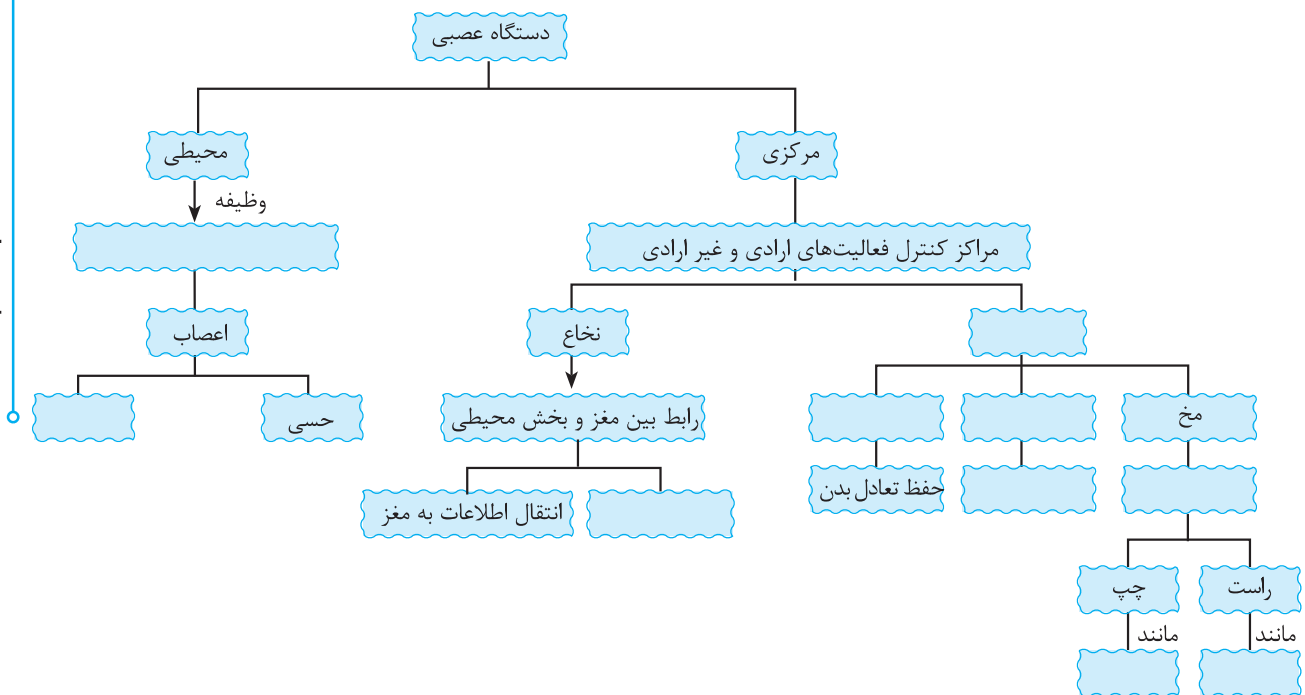 دستگاه عصبی
محیطی
مرکزی
وظیفه
مراکز کنترل فعالیت‌های ارادی و غیر ارادی
اعصاب
نخاع
حسی
رابط بین مغز و بخش محیطی
مخ
انتقال اطلاعات به مغز
حفظ تعادل بدن
راست
چپ
مانند
مانند